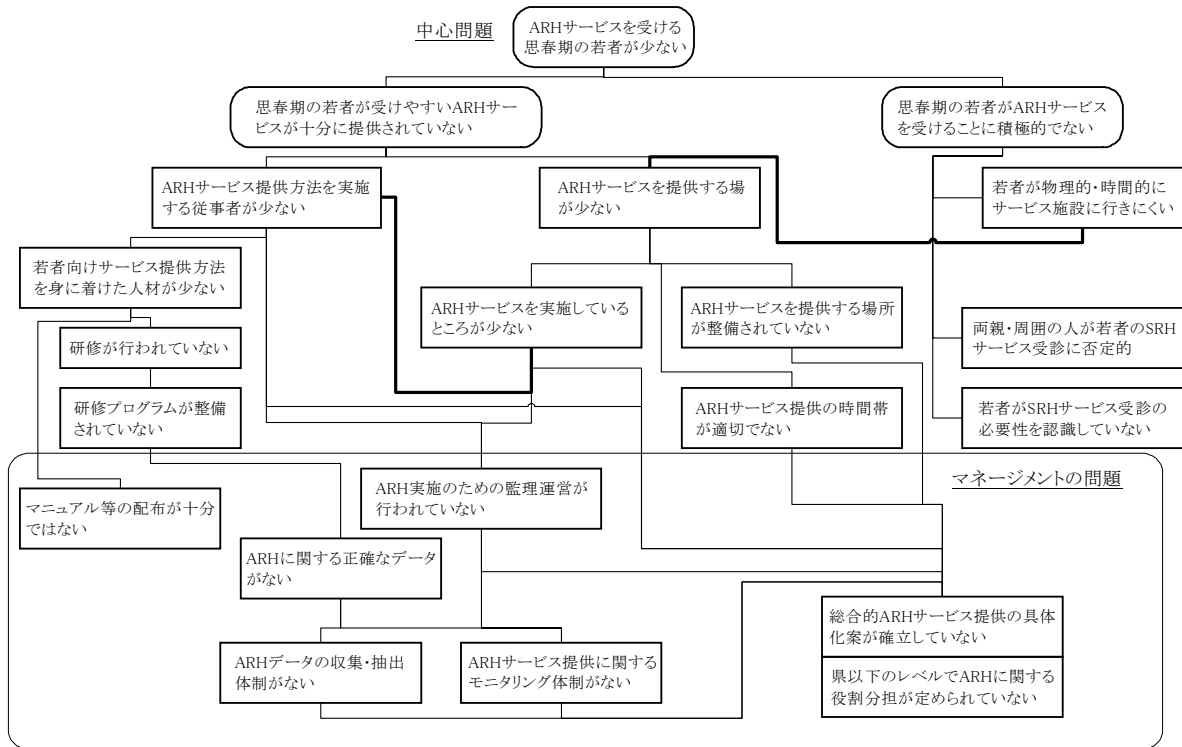 中心問題
ARHサービスを受ける
思春期の若者が少ない
思春期の若者が受けやすいARHサー
ビスが十分に提供されていない
思春期の若者がARHサービス
を受けることに積極的でない
ARHサービス提供方法を実施
する従事者が少ない
ARHサービスを提供する場
が少ない
若者が物理的・時間的に
サービス施設に行きにくい
若者向けサービス提供方法
を身に着けた人材が少ない
ARHサービスを実施している
ところが少ない
ARHサービスを提供する場所
が整備されていない
両親・周囲の人が若者のSRH
サービス受診に否定的
研修が行われていない
研修プログラムが整備
されていない
ARHサービス提供の時間帯
が適切でない
若者がSRHサービス受診の
必要性を認識していない
マネージメントの問題
マニュアル等の配布が十分
ではない
ARH実施のための監理運営が
行われていない
ARHに関する正確なデータ
がない
総合的ARHサービス提供の具体
化案が確立していない
ARHデータの収集・抽出
体制がない
ARHサービス提供に関する
モニタリング体制がない
県以下のレベルでARHに関する
役割分担が定められていない